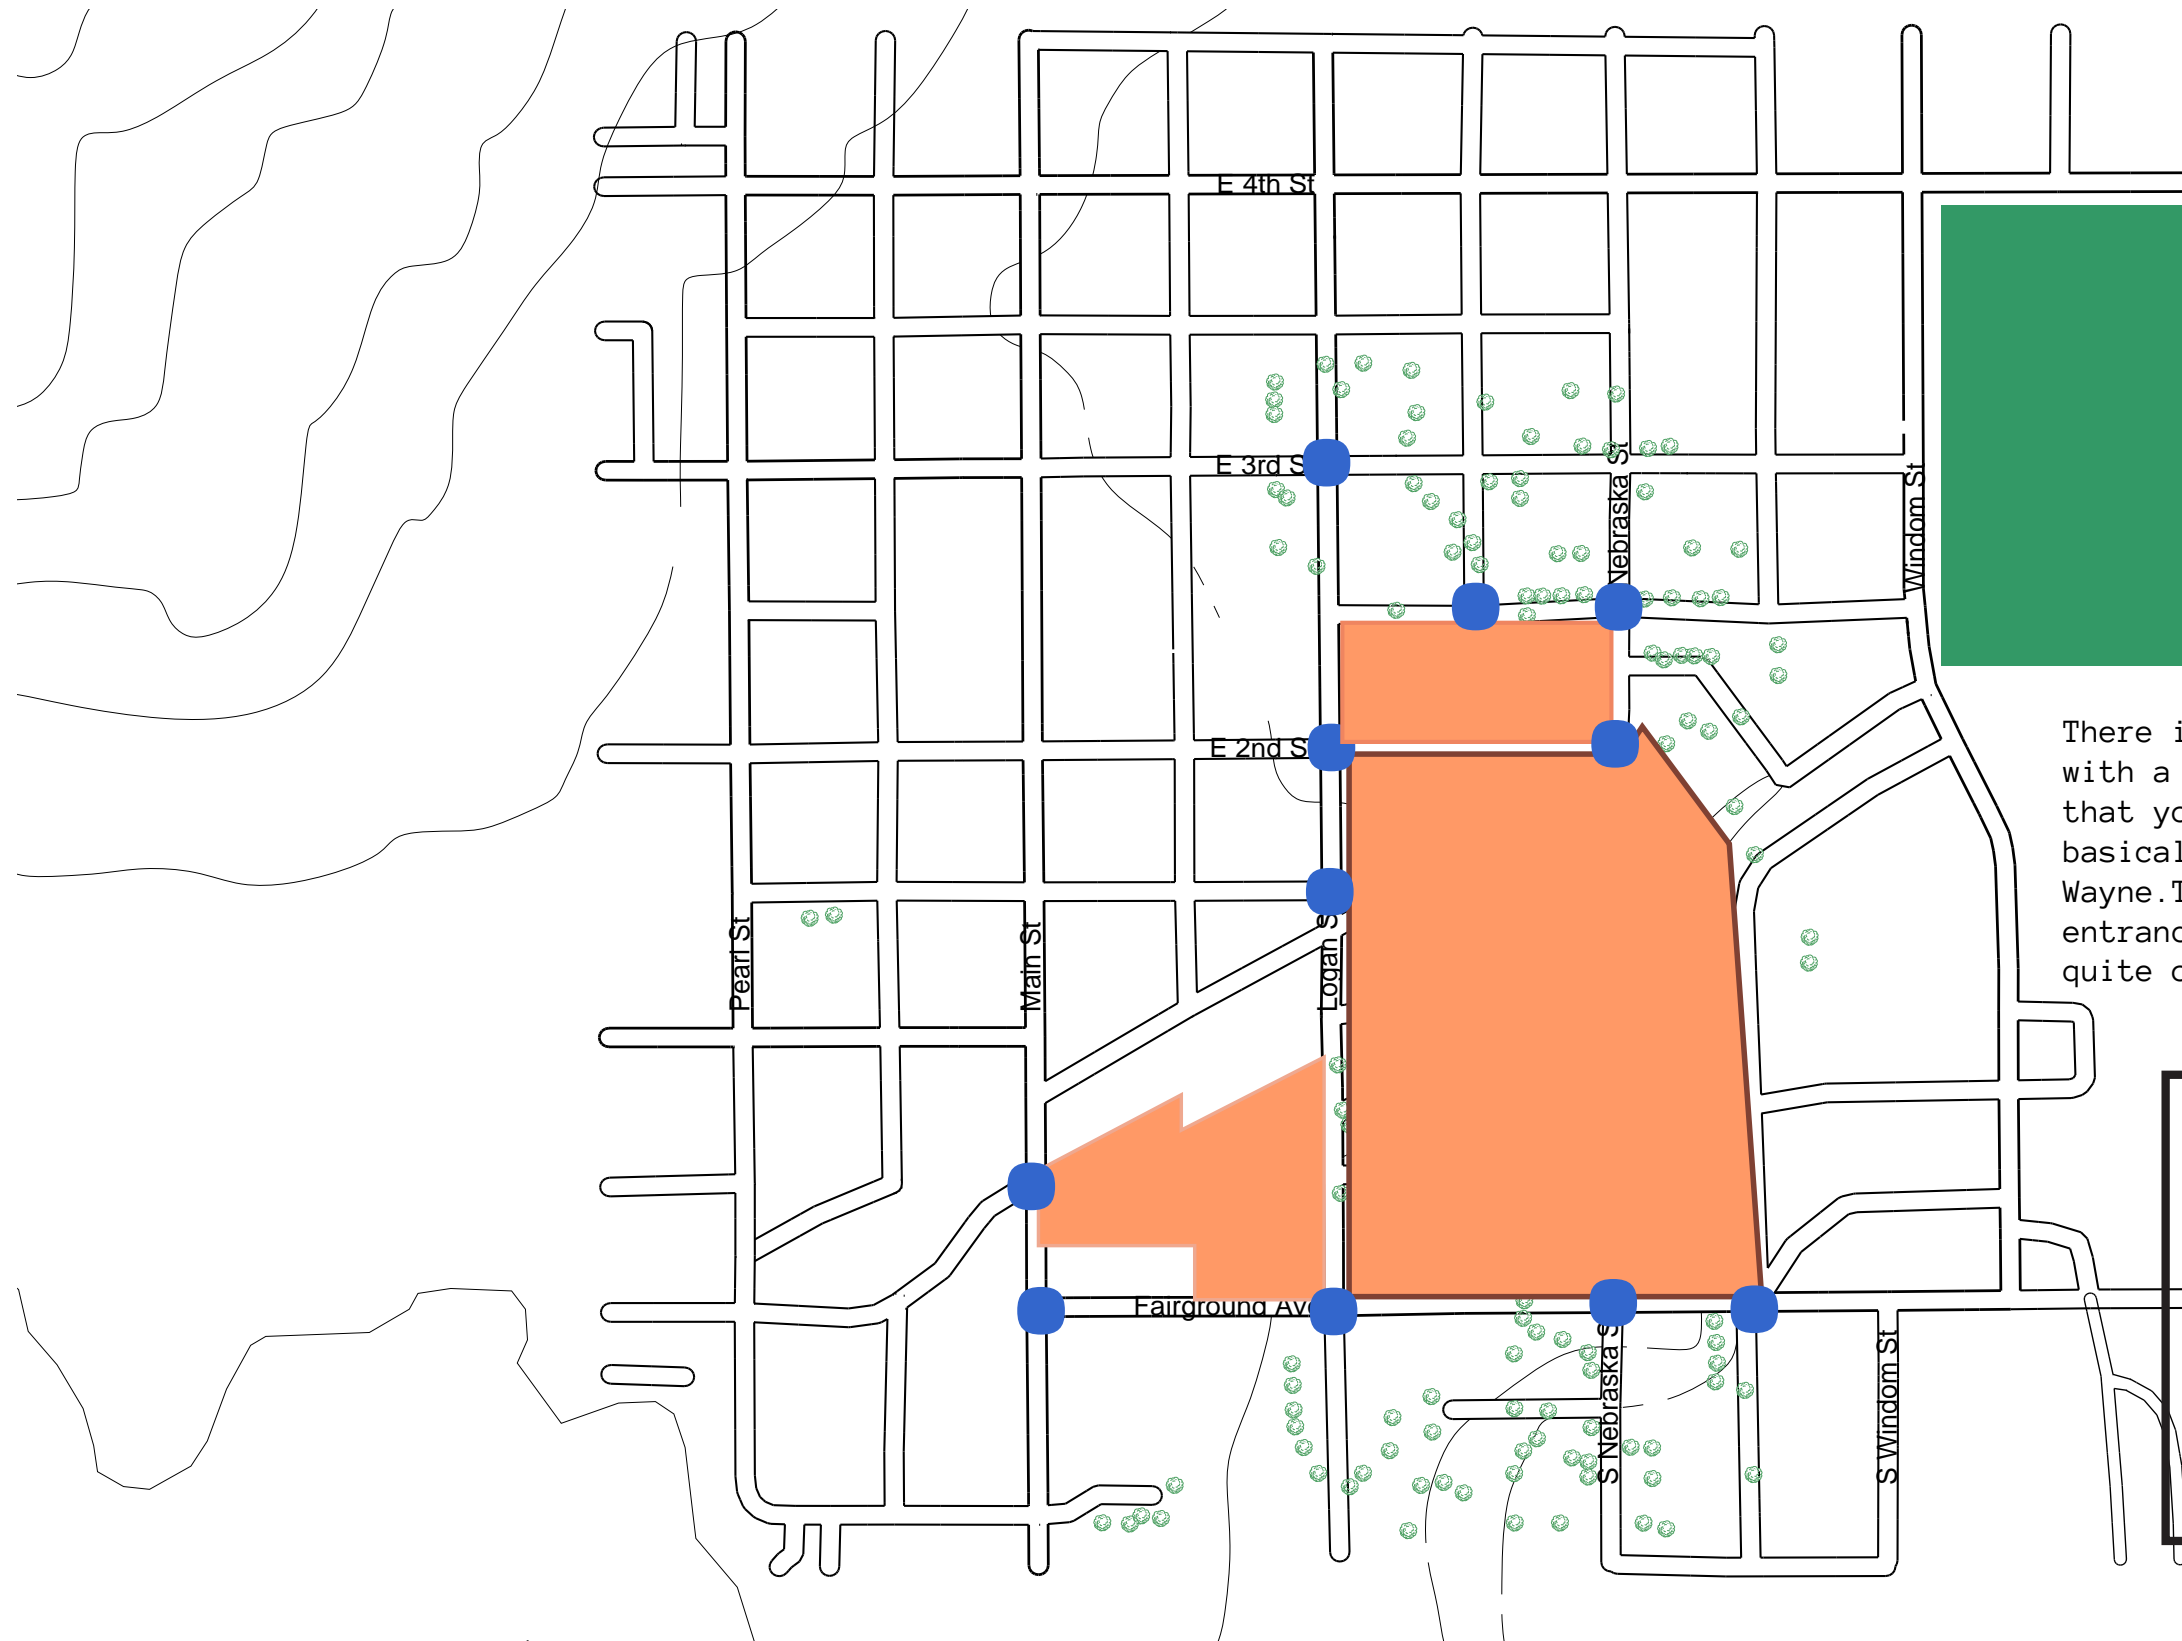 E 4th St
E 3rd S
Nebraska St
Windom St
E 2nd S
There i
with a
that yo
basical
Wayne.T
entranc
quite c
Pearl St
Main St
Logan S
Fairground Ave
S Nebraska S
S Windom St